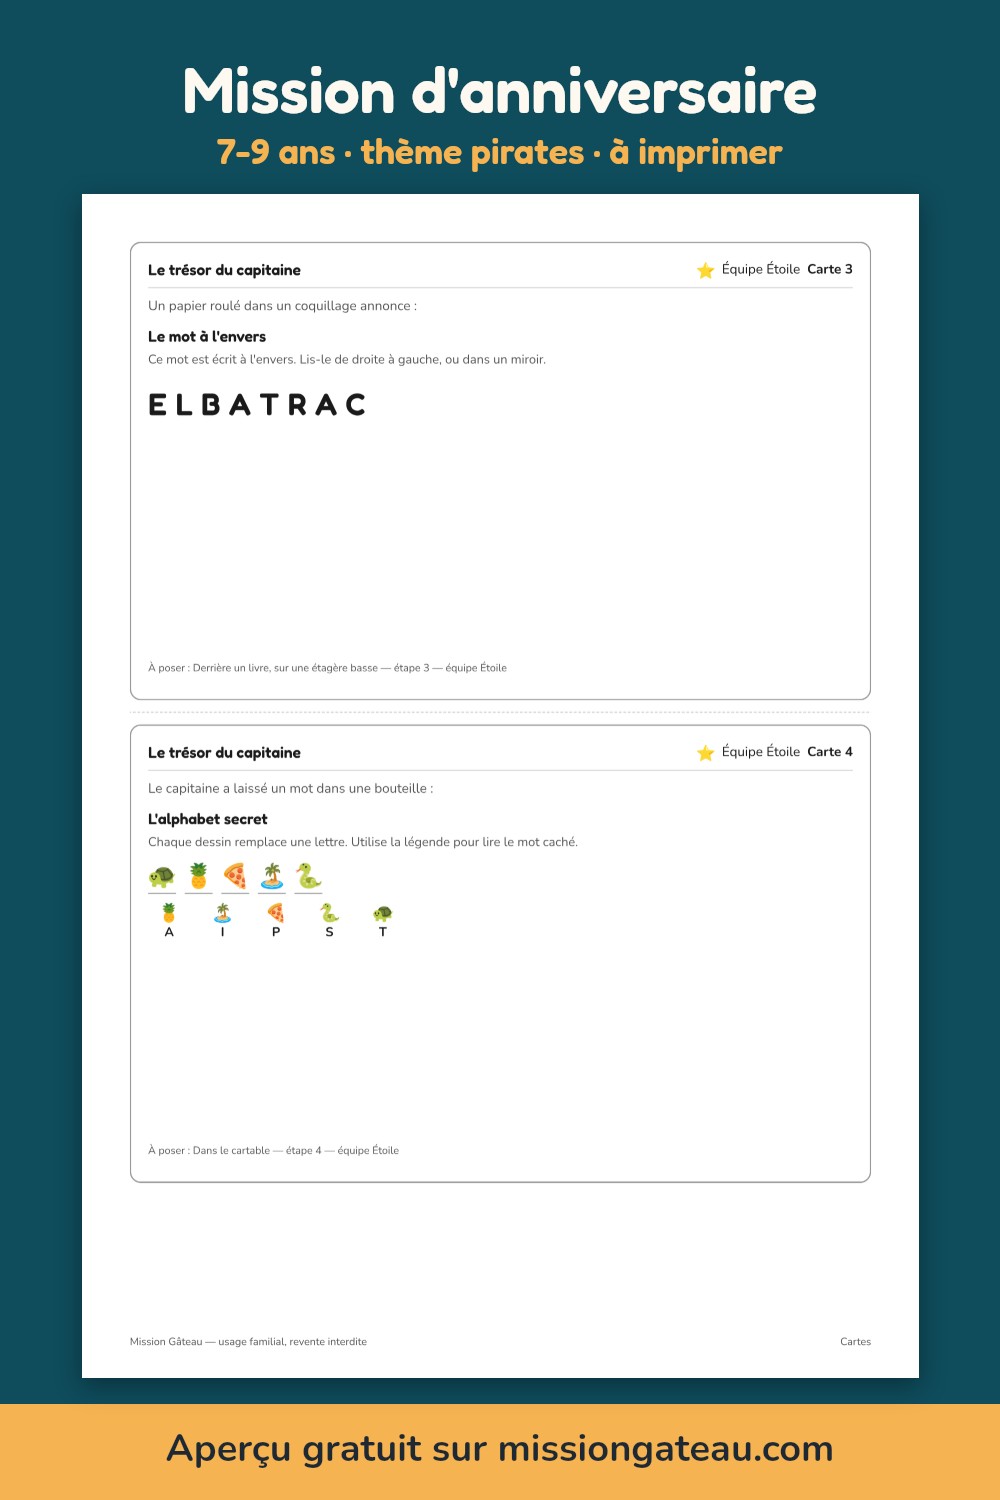 Mission d'anniversaire
7-9 ans · thème pirates · à imprimer
Le trésor du capitaine
Équipe Étoile Carte 3
Un papier roulé dans un coquillage annonce :
Le mot à l'envers
Ce mot est écrit à l'envers. Lis-le de droite à gauche, ou dans un miroir.
E L B A T R A C
À poser : Derrière un livre, sur une étagère basse — étape 3 — équipe Étoile
Le trésor du capitaine
Équipe Étoile Carte 4
Le capitaine a laissé un mot dans une bouteille :
L'alphabet secret
Chaque dessin remplace une lettre. Utilise la légende pour lire le mot caché.
A I P S T
À poser : Dans le cartable — étape 4 — équipe Étoile
Mission Gâteau — usage familial, revente interdite
Cartes
Aperçu gratuit sur missiongateau.com